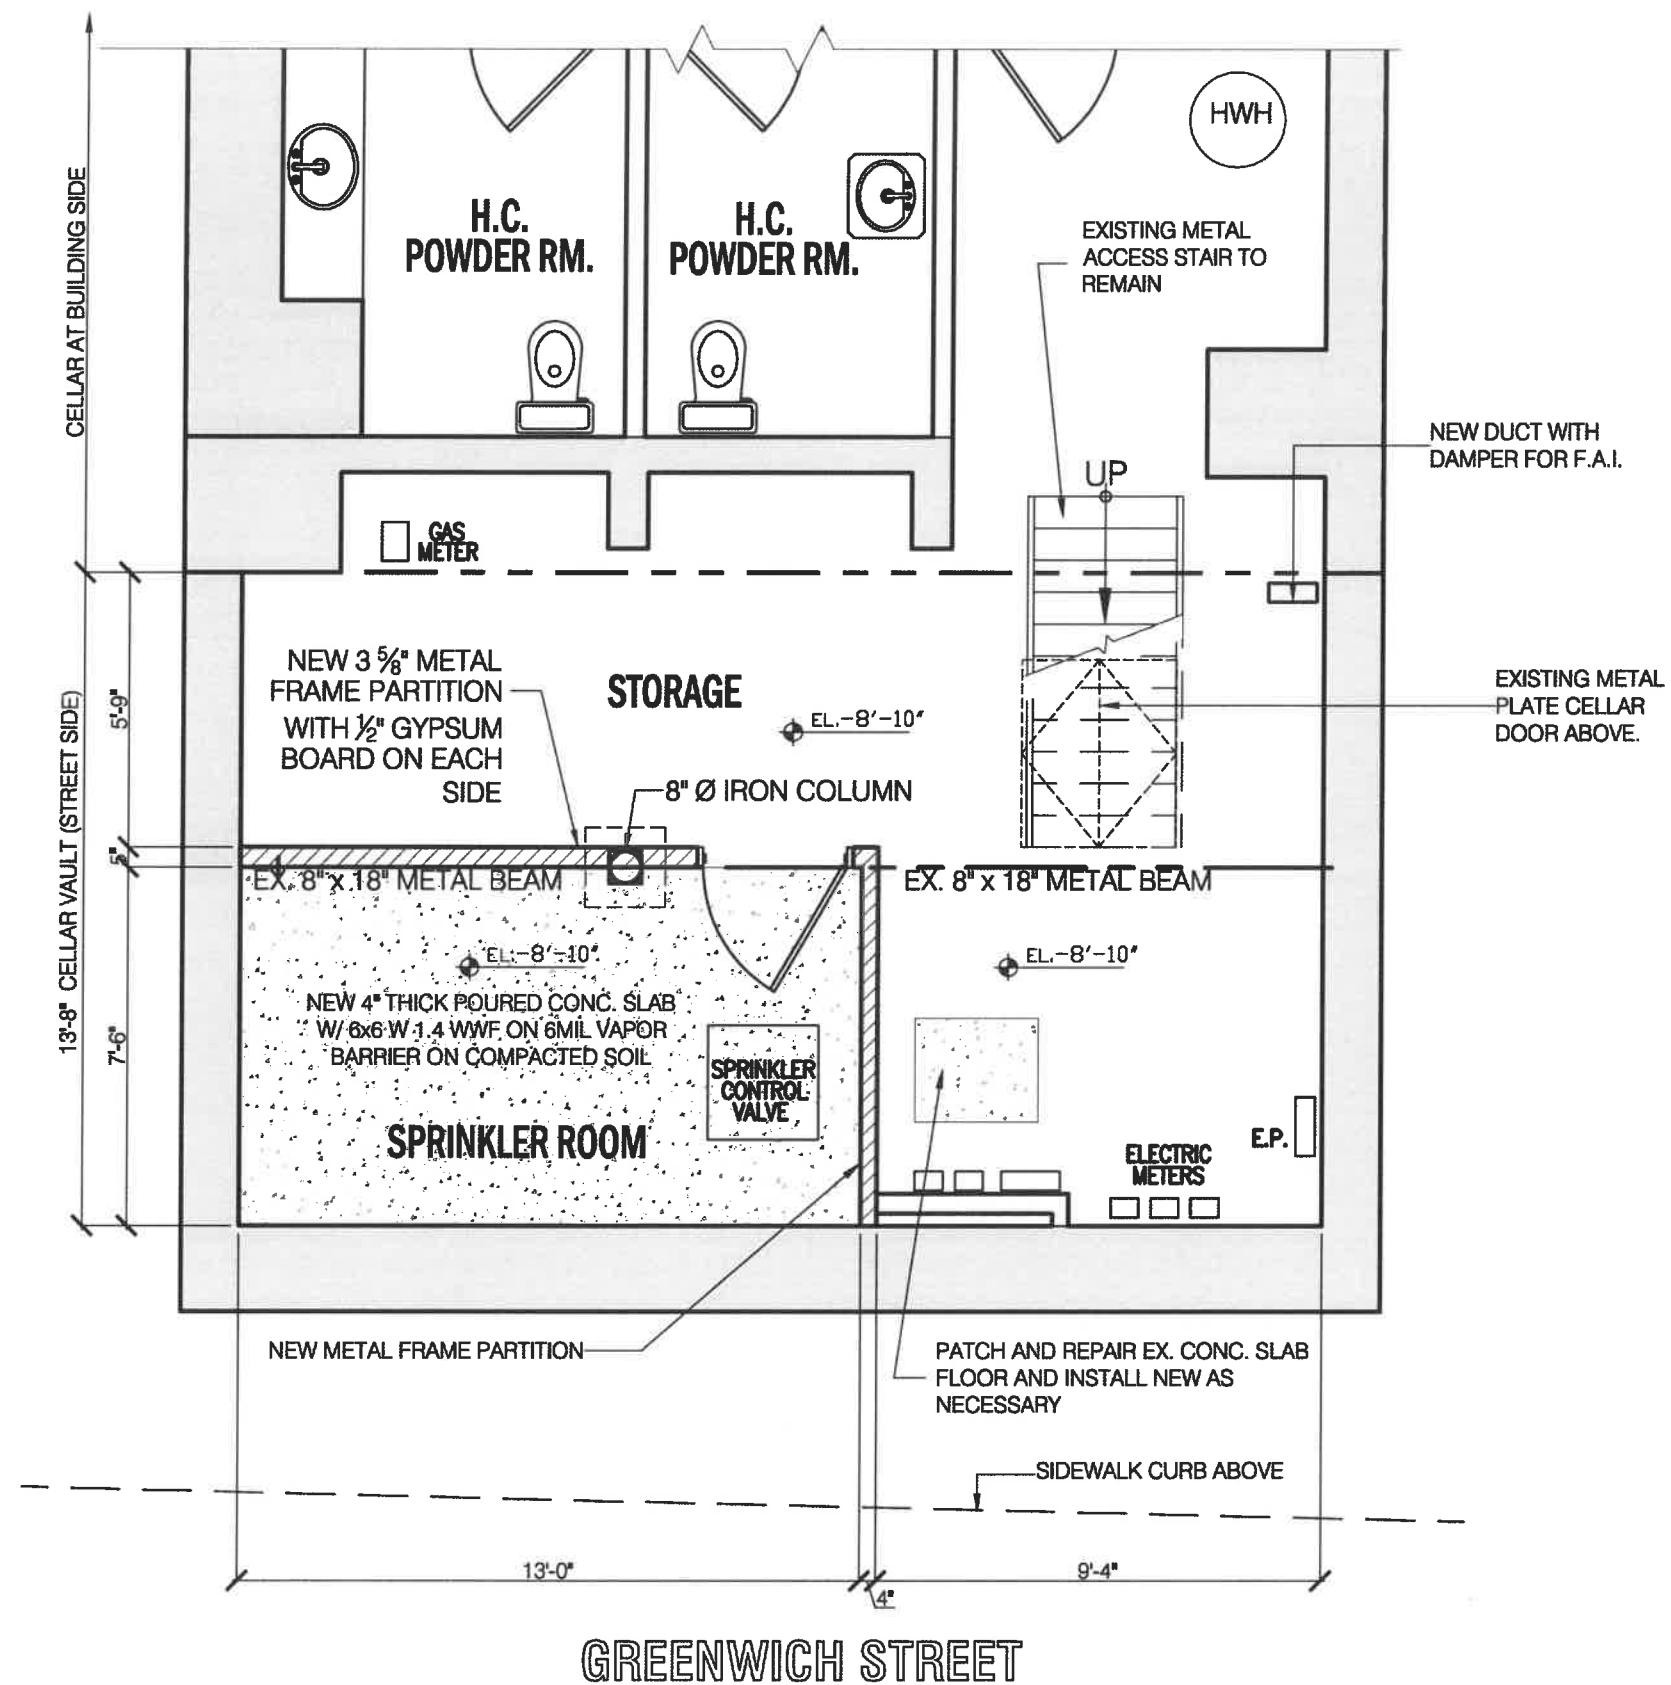 HWH
H.C.
POWDER RM.
H.C.
POWDER RM.
EXISTING METAL
ACCESS STAIR TO
REMAIN
CELLAR AT BUILDING SIDE
NEW DUCT WITH
DAMPER FOR F.A.I.
UP
GAS
METER
NEW 3 5/8" METAL
FRAME PARTITION
WITH 1/2" GYPSUM
BOARD ON EACH
SIDE
STORAGE
EL.-8'-10"
EXISTING METAL
PLATE CELLAR
DOOR ABOVE.
8" Ø IRON COLUMN
5'-9"
5"
7'-6"
13'-8" CELLAR VAULT (STREET SIDE)
EX. 8" x 18" METAL BEAM
EX. 8" x 18" METAL BEAM
EL.-8'-10"
EL.-8'-10"
NEW 4" THICK POURED CONC. SLAB
W/ 6x6 W 1.4 WWF ON 6MIL VAPOR
BARRIER ON COMPACTED SOIL
SPRINKLER
CONTROL
VALVE
SPRINKLER ROOM
E.P.
ELECTRIC
METERS
NEW METAL FRAME PARTITION
PATCH AND REPAIR EX. CONC. SLAB
FLOOR AND INSTALL NEW AS
NECESSARY
SIDEWALK CURB ABOVE
13'-0"
4"
9'-4"
GREENWICH STREET